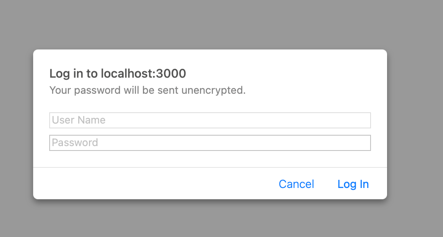 Log in to localhost:3000
Your password will be sent unencrypted.
User Name
Password
Cancel Log In